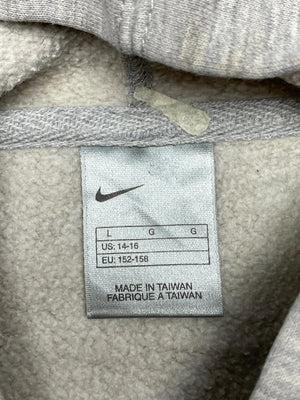 L G G
US: 14-16
EU: 152-158
MADE IN TAIWAN
FABRIQUE A TAIWAN